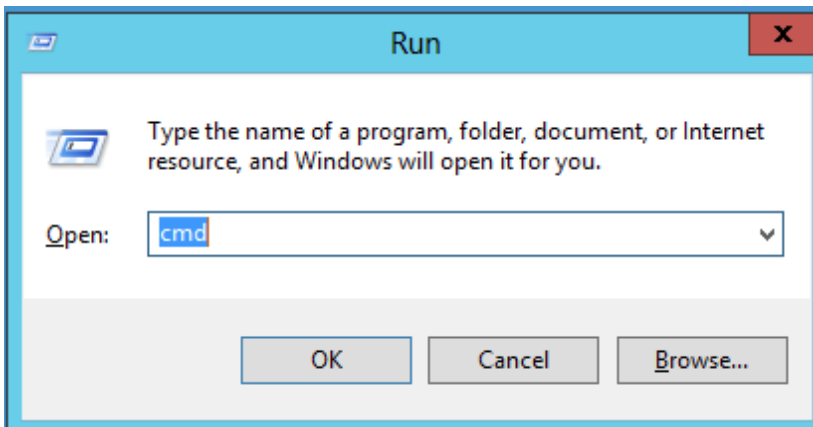 Run
x
Type the name of a program, folder, document, or Internet
resource, and Windows will open it for you.
Open: cmd
OK Cancel Browse...